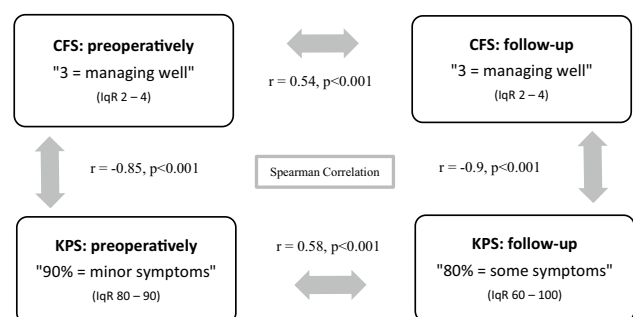 CFS: preoperatively
"3 = managing well"
(IqR 2 – 4)
r = 0.54, p<0.001
CFS: follow-up
"3 = managing well"
(IqR 2 – 4)
r = -0.85, p<0.001
Spearman Correlation
r = -0.9, p<0.001
KPS: preoperatively
"90% = minor symptoms"
(IqR 80 – 90)
r = 0.58, p<0.001
KPS: follow-up
"80% = some symptoms"
(IqR 60 – 100)